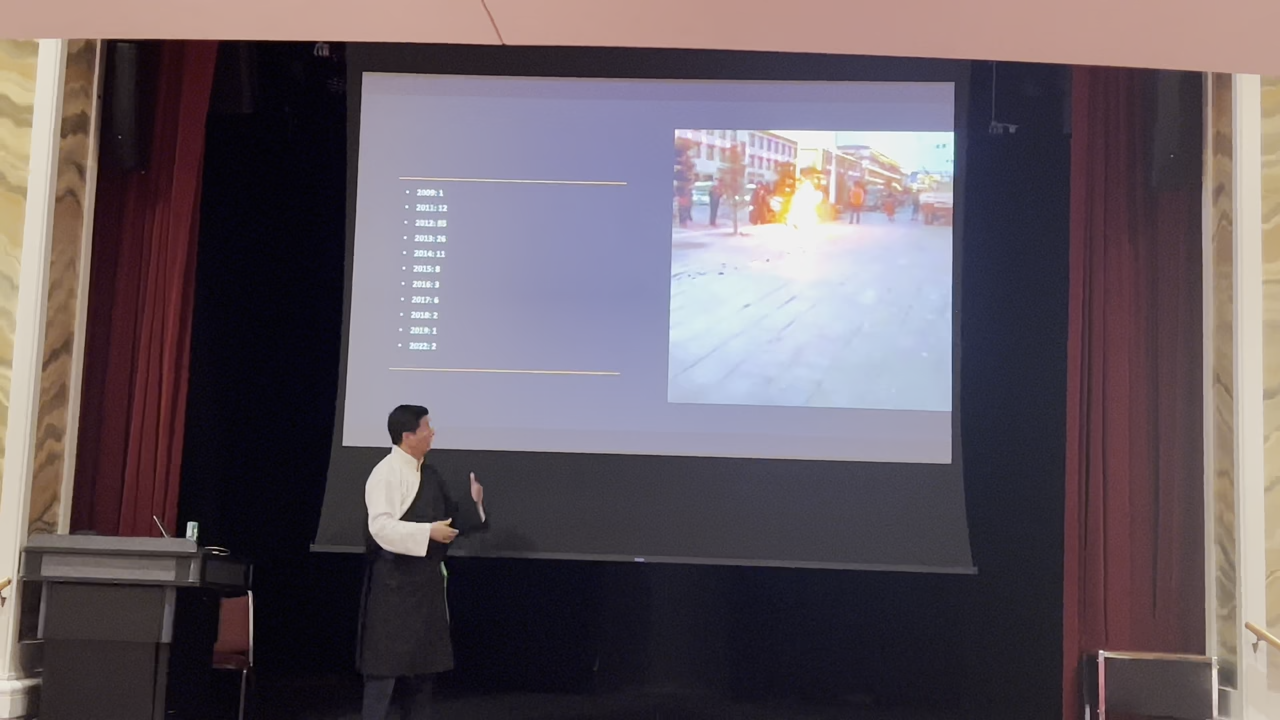 • 2009: 1
• 2011: 12
• 2012: 85
• 2013: 26
• 2014: 11
• 2015: 8
• 2016: 3
• 2017: 6
• 2018: 2
• 2019: 1
• 2022: 2